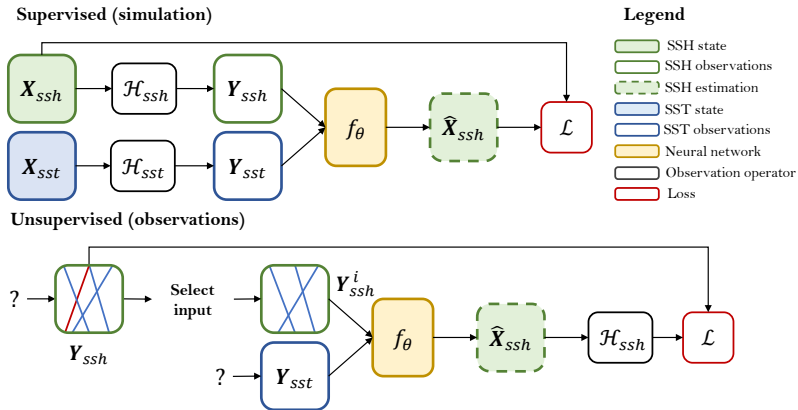 Supervised (simulation)
X_ssh
ℋ_ssh
Y_ssh
X_sst
ℋ_sst
Y_sst
f_θ
X̂_ssh
ℒ
Legend
SSH state
SSH observations
SSH estimation
SST state
SST observations
Neural network
Observation operator
Loss
Unsupervised (observations)
?
Y_ssh
Select
input
Y^i_ssh
?
Y_sst
f_θ
X̂_ssh
ℋ_ssh
ℒ